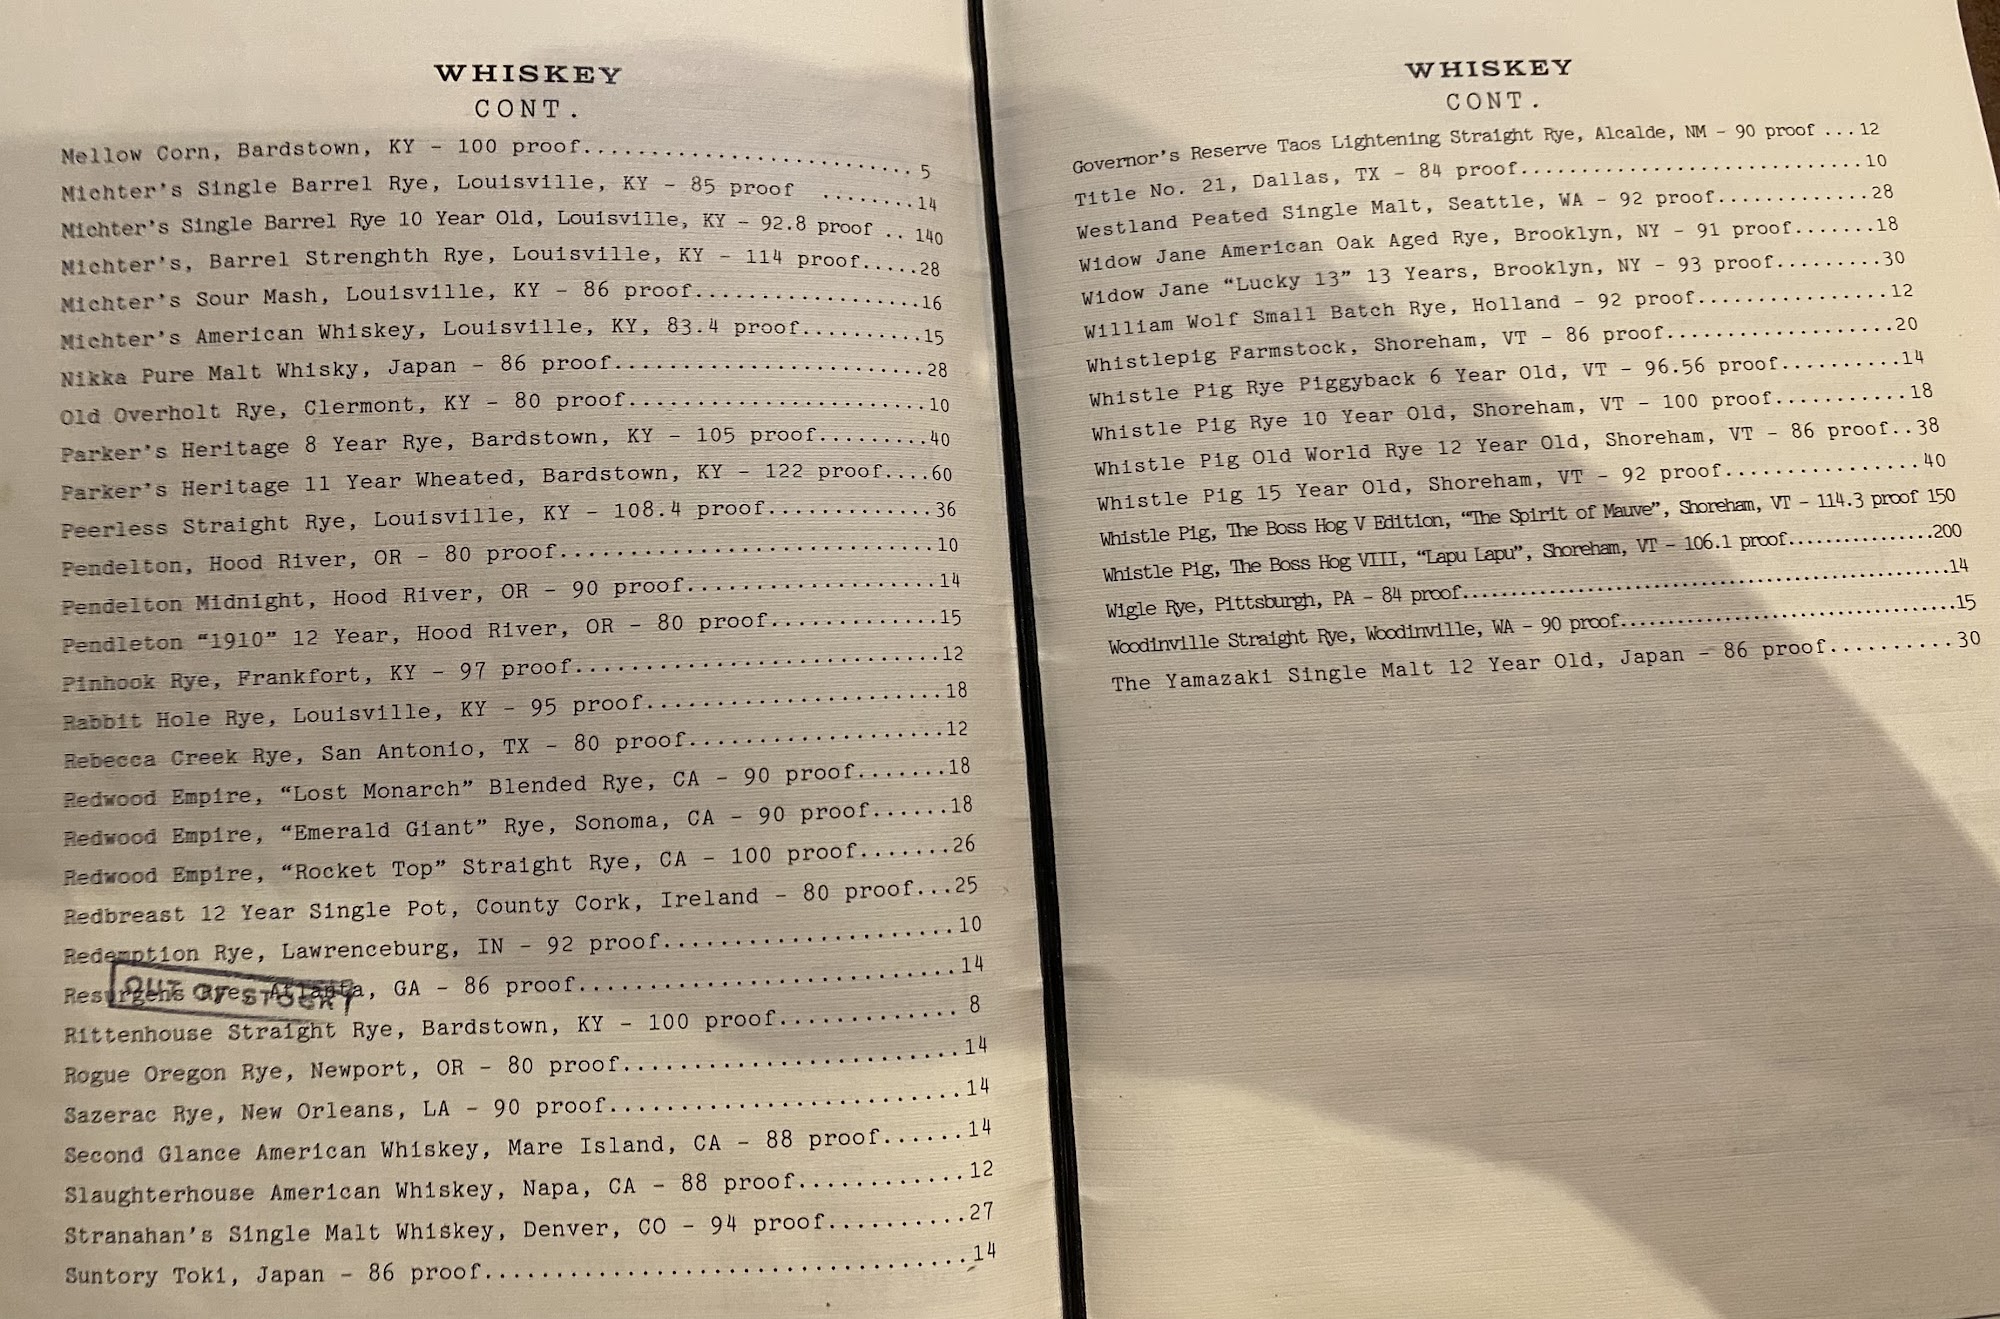 WHISKEY
CONT.
Mellow Corn, Bardstown, KY – 100 proof.......................... 5
Michter's Single Barrel Rye, Louisville, KY – 85 proof ........14
Michter's Single Barrel Rye 10 Year Old, Louisville, KY – 92.8 proof .. 140
Michter's, Barrel Strenghth Rye, Louisville, KY – 114 proof.....28
Michter's Sour Mash, Louisville, KY – 86 proof.................16
Michter's American Whiskey, Louisville, KY, 83.4 proof.........15
Nikka Pure Malt Whisky, Japan – 86 proof.......................28
Old Overholt Rye, Clermont, KY – 80 proof......................10
Parker's Heritage 8 Year Rye, Bardstown, KY – 105 proof........40
Parker's Heritage 11 Year Wheated, Bardstown, KY – 122 proof....60
Peerless Straight Rye, Louisville, KY – 108.4 proof............36
Pendelton, Hood River, OR – 80 proof...........................10
Pendelton Midnight, Hood River, OR – 90 proof..................14
Pendleton “1910” 12 Year, Hood River, OR – 80 proof............15
Pinhook Rye, Frankfort, KY – 97 proof..........................12
Rabbit Hole Rye, Louisville, KY – 95 proof.....................18
Rebecca Creek Rye, San Antonio, TX – 80 proof..................12
Redwood Empire, “Lost Monarch” Blended Rye, CA – 90 proof.......18
Redwood Empire, “Emerald Giant” Rye, Sonoma, CA – 90 proof......18
Redwood Empire, “Rocket Top” Straight Rye, CA – 100 proof.......26
Redbreast 12 Year Single Pot, County Cork, Ireland – 80 proof...25
Redemption Rye, Lawrenceburg, IN – 92 proof....................10
Resurgens Rye, Atlanta, GA – 86 proof..........................14
OUT OF STOCK
Rittenhouse Straight Rye, Bardstown, KY – 100 proof............. 8
Rogue Oregon Rye, Newport, OR – 80 proof.......................14
Sazerac Rye, New Orleans, LA – 90 proof........................14
Second Glance American Whiskey, Mare Island, CA – 88 proof......14
Slaughterhouse American Whiskey, Napa, CA – 88 proof............12
Stranahan's Single Malt Whiskey, Denver, CO – 94 proof..........27
Suntory Toki, Japan – 86 proof.................................14
WHISKEY
CONT.
Governor's Reserve Taos Lightening Straight Rye, Alcalde, NM – 90 proof ...12
Title No. 21, Dallas, TX – 84 proof.........................10
Westland Peated Single Malt, Seattle, WA – 92 proof............28
Widow Jane American Oak Aged Rye, Brooklyn, NY – 91 proof.......18
Widow Jane “Lucky 13” 13 Years, Brooklyn, NY – 93 proof.........30
William Wolf Small Batch Rye, Holland – 92 proof...............12
Whistlepig Farmstock, Shoreham, VT – 86 proof..................20
Whistle Pig Rye Piggyback 6 Year Old, VT – 96.56 proof.........14
Whistle Pig Rye 10 Year Old, Shoreham, VT – 100 proof..........18
Whistle Pig Old World Rye 12 Year Old, Shoreham, VT – 86 proof..38
Whistle Pig 15 Year Old, Shoreham, VT – 92 proof...............40
Whistle Pig, The Boss Hog V Edition, “The Spirit of Mauve”, Shoreham, VT – 114.3 proof 150
Whistle Pig, The Boss Hog VIII, “Lapu Lapu”, Shoreham, VT – 106.1 proof...............200
Wigle Rye, Pittsburgh, PA – 84 proof..................................................14
Woodinville Straight Rye, Woodinville, WA – 90 proof...................................15
The Yamazaki Single Malt 12 Year Old, Japan – 86 proof..........30